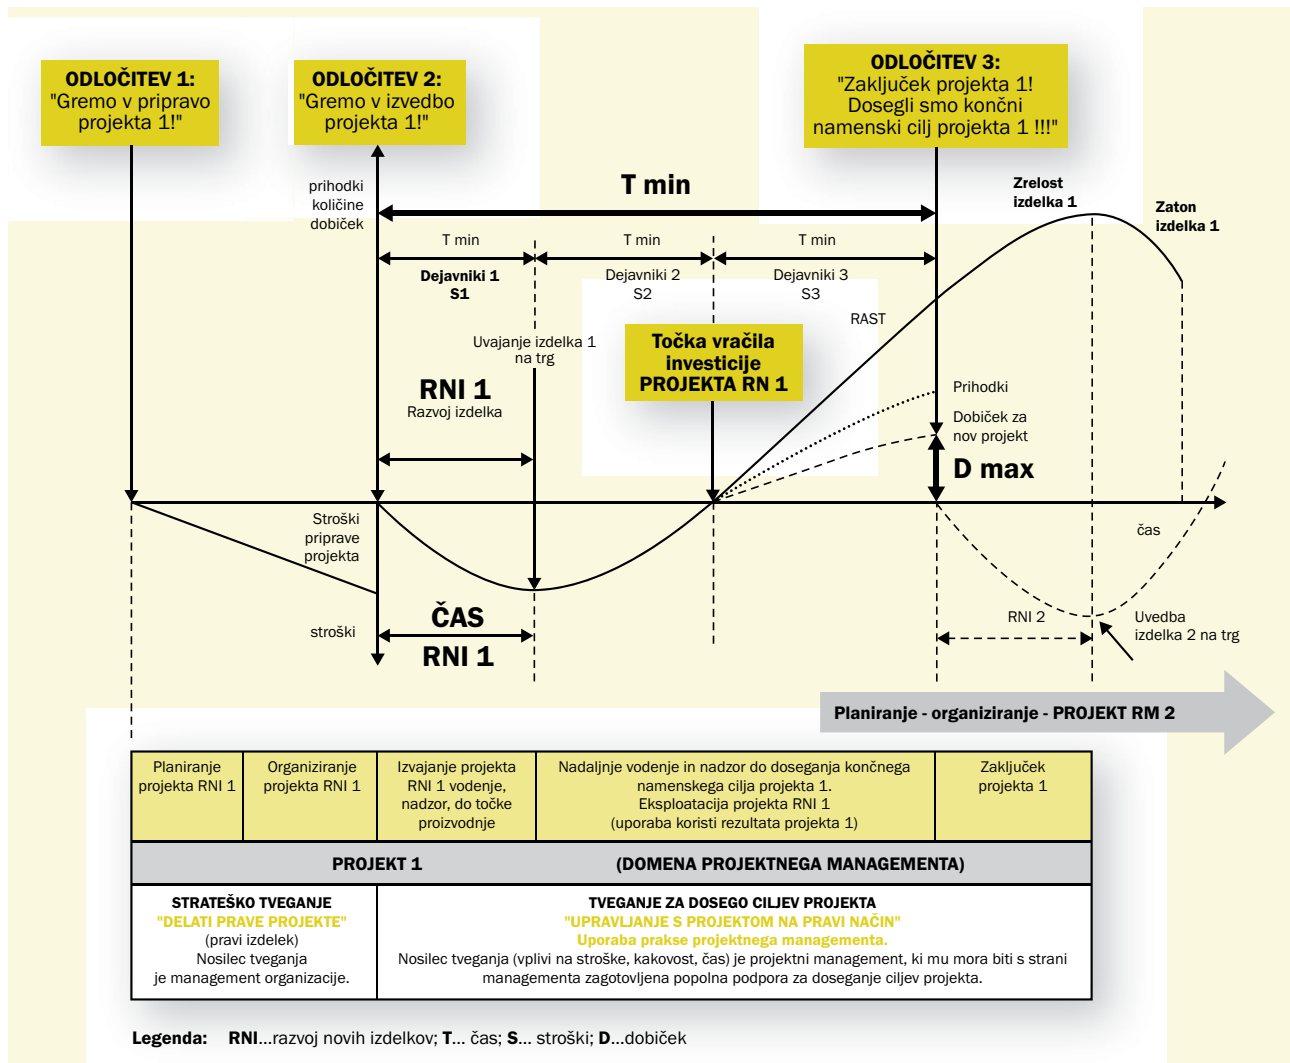 ODLOČITEV 1:
"Gremo v pripravo
projekta 1!"
ODLOČITEV 2:
"Gremo v izvedbo
projekta 1!"
ODLOČITEV 3:
"Zaključek projekta 1!
Dosegli smo končni
namenski cilj projekta 1 !!!"
prihodki
količine
dobiček
T min
Zrelost
izdelka 1
Zaton
izdelka 1
T min
T min
T min
Dejavniki 1
S1
Dejavniki 2
S2
Dejavniki 3
S3
RAST
Uvajanje izdelka 1
na trg
Točka vračila
investicije
PROJEKTA RN 1
RNI 1
Razvoj izdelka
Prihodki
Dobiček za
nov projekt
D max
Stroški
priprave
projekta
čas
stroški
ČAS
RNI 1
RNI 2
Uvedba
izdelka 2 na trg
Planiranje - organiziranje - PROJEKT RM 2
Planiranje
projekta RNI 1
Organiziranje
projekta RNI 1
Izvajanje projekta
RNI 1 vodenje,
nadzor, do točke
proizvodnje
Nadaljnje vodenje in nadzor do doseganja končnega
namenskega cilja projekta 1.
Eksploatacija projekta RNI 1
(uporaba koristi rezultata projekta 1)
Zaključek
projekta 1
PROJEKT 1 (DOMENA PROJEKTNEGA MANAGEMENTA)
STRATEŠKO TVEGANJE
"DELATI PRAVE PROJEKTE"
(pravi izdelek)
Nosilec tveganja
je management organizacije.
TVEGANJE ZA DOSEGO CILJEV PROJEKTA
"UPRAVLJANJE S PROJEKTOM NA PRAVI NAČIN"
Uporaba prakse projektnega managementa.
Nosilec tveganja (vplivi na stroške, kakovost, čas) je projektni management, ki mu mora biti s strani
managementa zagotovljena popolna podpora za doseganje ciljev projekta.
Legenda: RNI...razvoj novih izdelkov; T... čas; S... stroški; D...dobiček